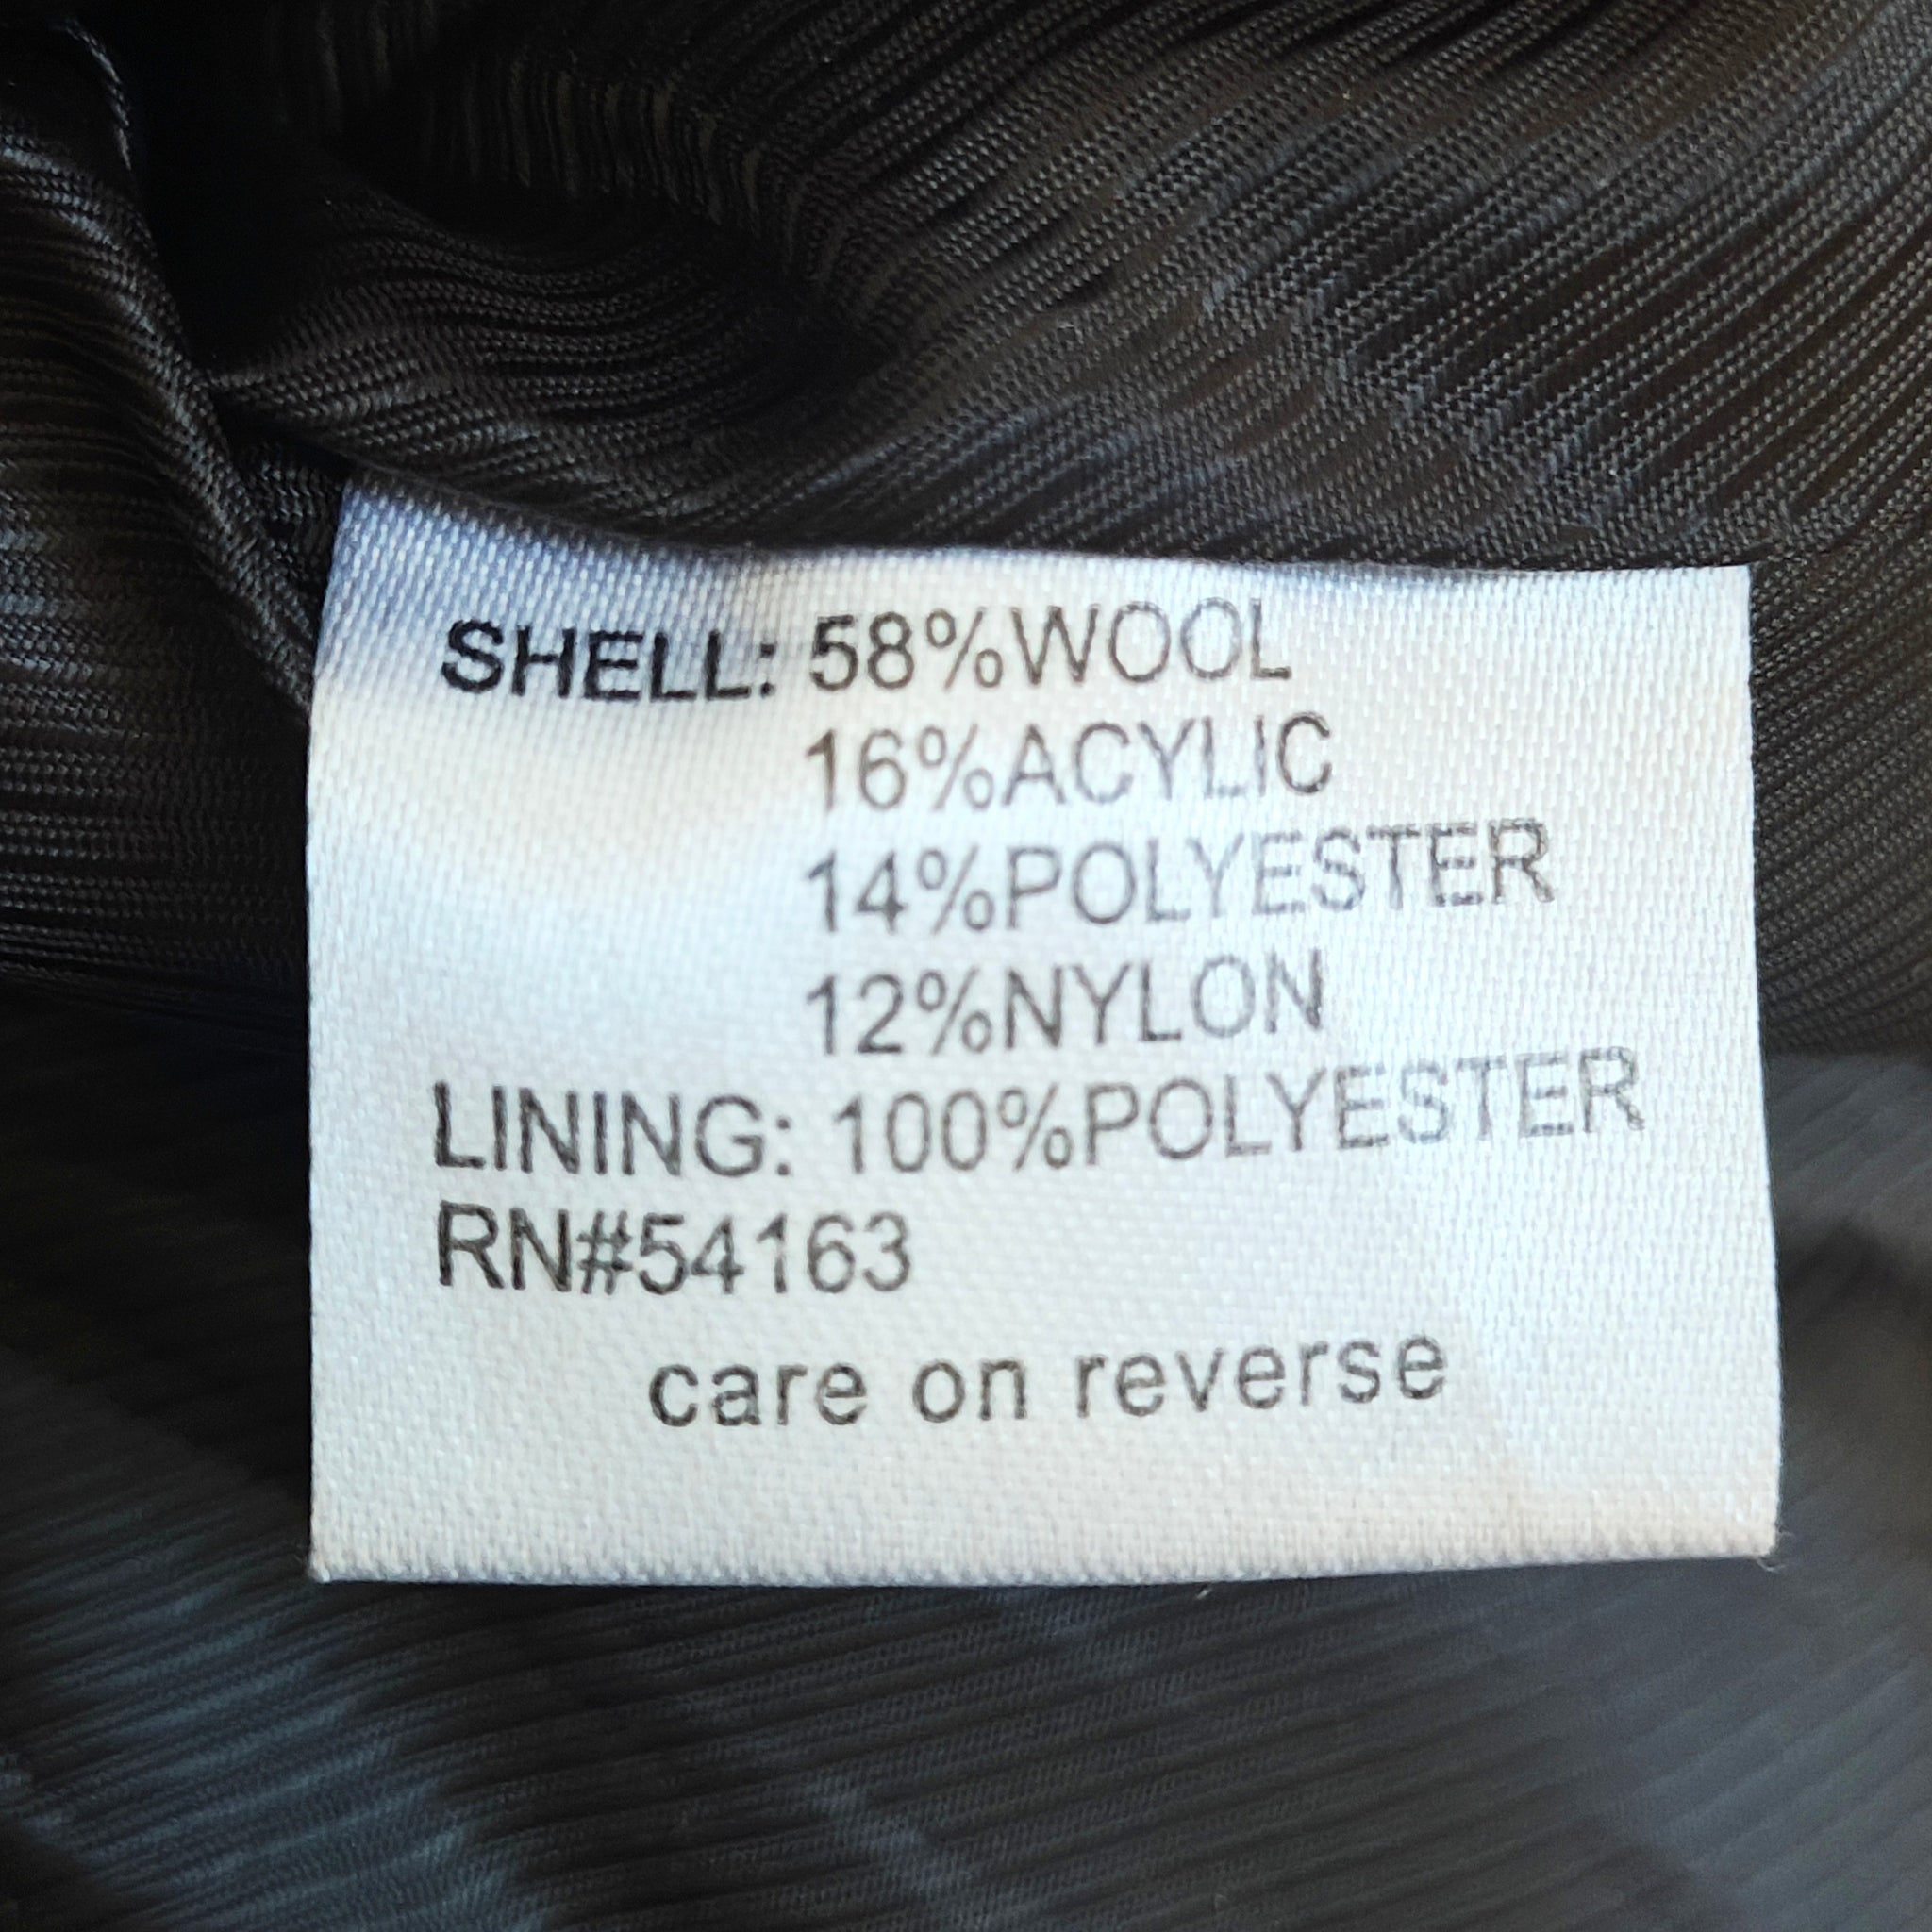 SHELL: 58%WOOL
16%ACYLIC
14%POLYESTER
12%NYLON
LINING: 100%POLYESTER
RN#54163
care on reverse